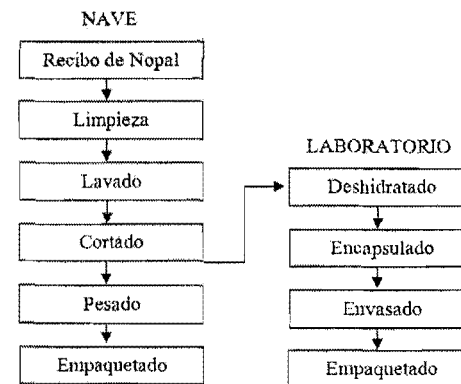 NAVE
Recibo de Nopal
Limpieza
Lavado
Cortado
Pesado
Empaquetado
LABORATORIO
Deshidratado
Encapsulado
Envasado
Empaquetado